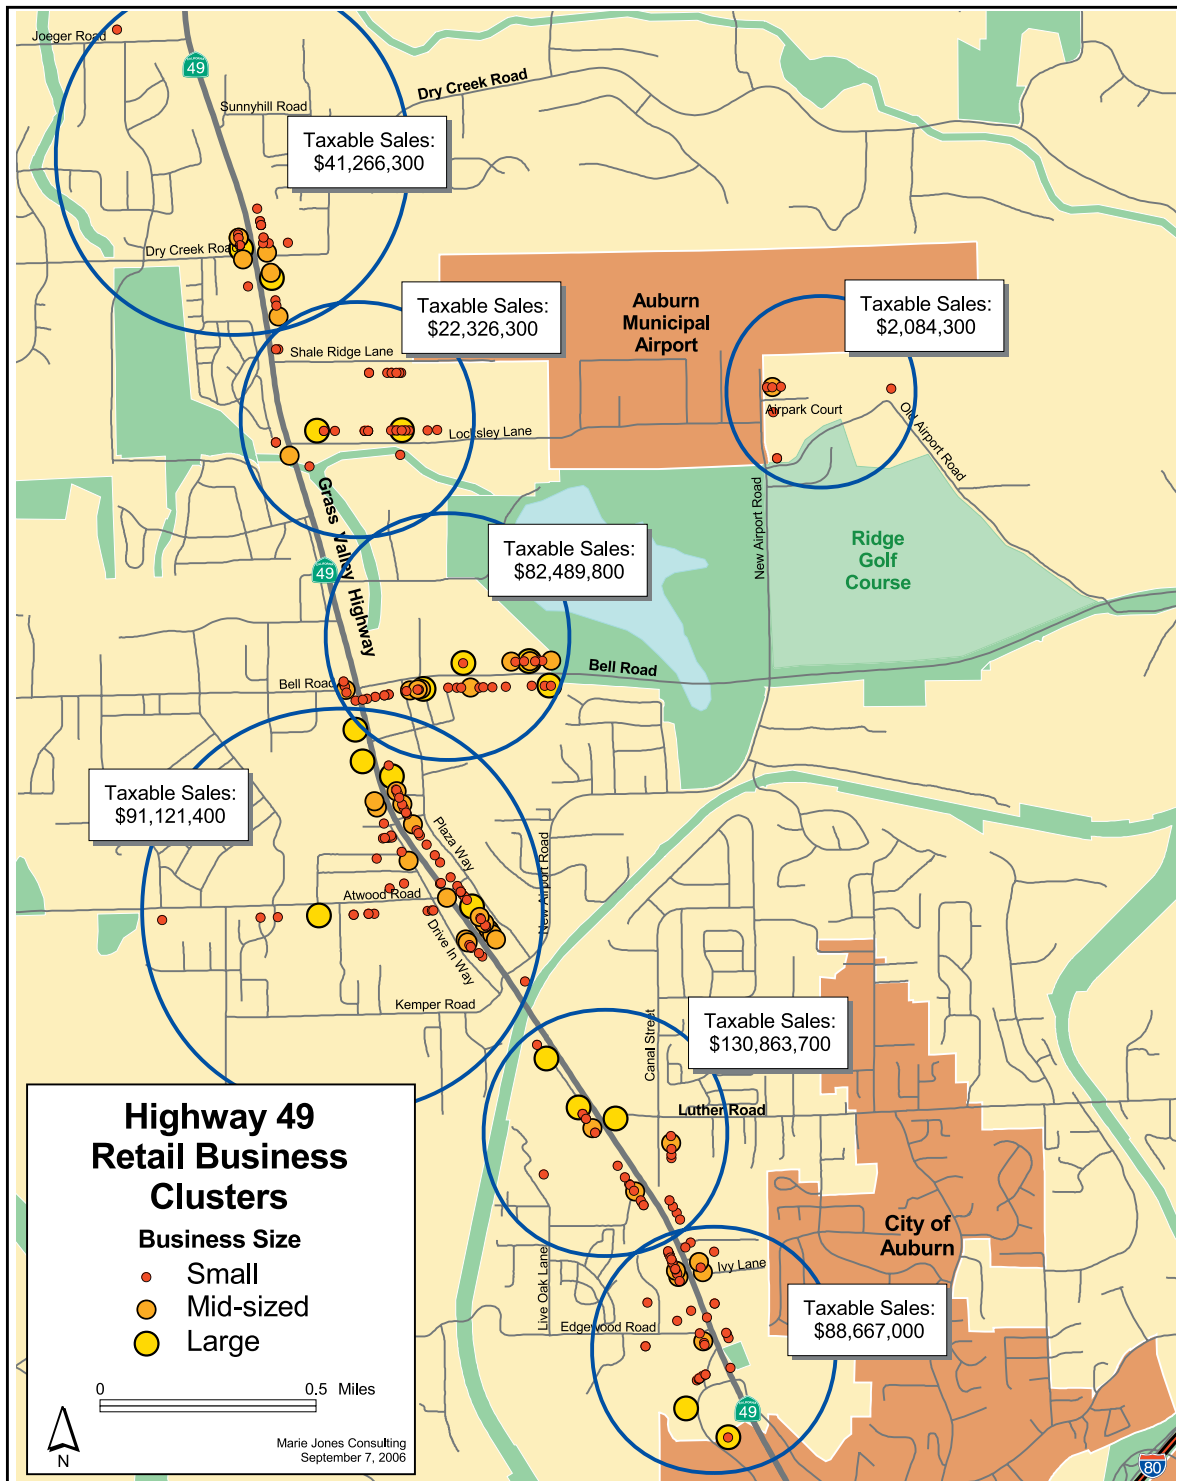 Joeger Road
49
Sunnyhill Road
Dry Creek Road
Taxable Sales:
$41,266,300
Dry Creek Road
Taxable Sales:
$22,326,300
Auburn
Municipal
Airport
Taxable Sales:
$2,084,300
Shale Ridge Lane
Airpark Court
Old Airport Road
Locksley Lane
Grass Valley Highway
New Airport Road
Taxable Sales:
$82,489,800
Ridge
Golf
Course
49
Bell Road
Bell Road
Taxable Sales:
$91,121,400
Plaza Way
New Airport Road
Atwood Road
Drive In Way
Kemper Road
Canal Street
Taxable Sales:
$130,863,700
Luther Road
City of
Auburn
Ivy Lane
Live Oak Lane
Edgewood Road
Taxable Sales:
$88,667,000
49
80
Highway 49
Retail Business
Clusters
Business Size
Small
Mid-sized
Large
0 0.5 Miles
N
Marie Jones Consulting
September 7, 2006